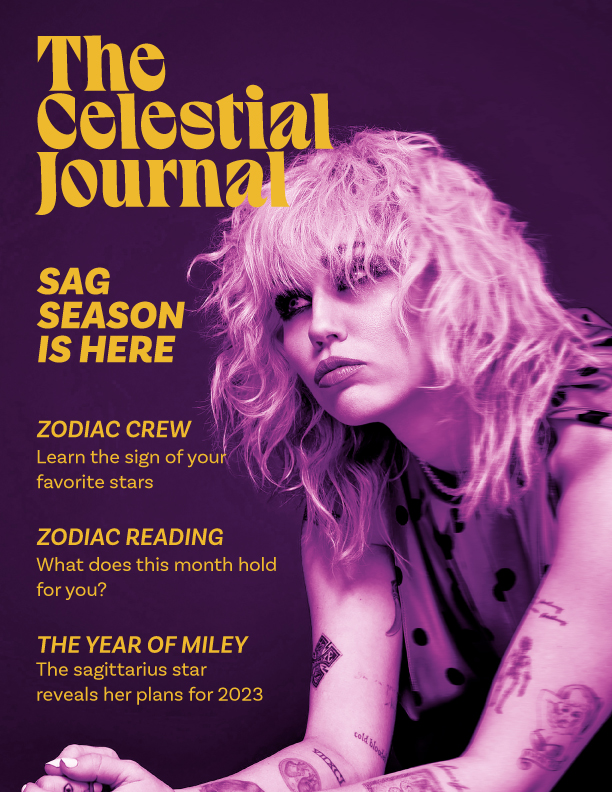 The
Celestial
Journal
SAG
SEASON
IS HERE
ZODIAC CREW
Learn the sign of your
favorite stars
ZODIAC READING
What does this month hold
for you?
THE YEAR OF MILEY
The sagittarius star
reveals her plans for 2023